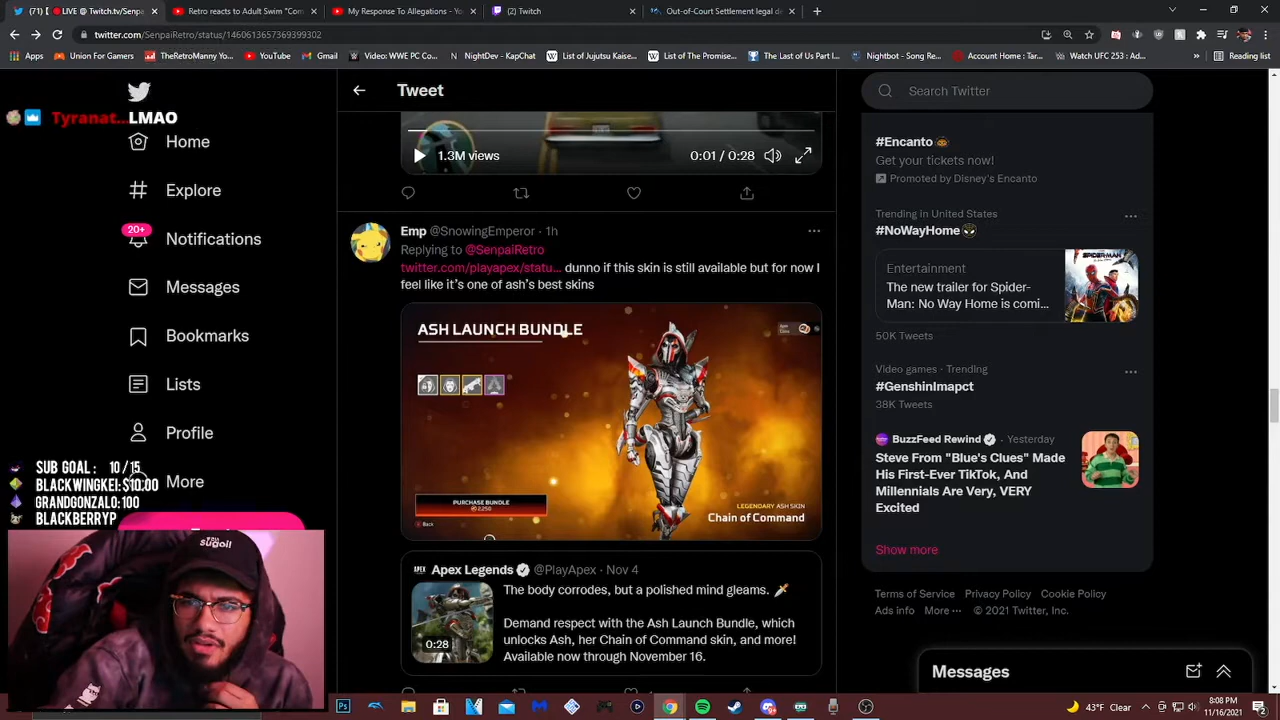 (7) 🔴 LIVE @ Twitch.tv/Senpa
Retro reacts to Adult Swim "Com
My Response To Allegations - Yo
(2) Twitch
Out-of-Court Settlement legal de
twitter.com/SenpaiRetro/status/1460613657369399302
Apps
Union For Gamers
TheRetroManny Yo...
YouTube
Gmail
Video: WWE PC Co...
NightDev - KapChat
List of Jujutsu Kaise...
List of The Promise...
The Last of Us Part I...
Nightbot - Song Re...
Account Home: Tar...
Watch UFC 253: Ad...
»
Reading list
Tyranat... LMAO
Home
Explore
20+
Notifications
Messages
Bookmarks
Lists
Profile
More
SUB GOAL : 10 / 15
BLACKWINGKEI: $10.00
GRANDGONZALO: 100
BLACKBERRYP
sugoi!
Tweet
1.3M views
0:01 / 0:28
Emp @SnowingEmperor · 1h
Replying to @SenpaiRetro
twitter.com/playapex/statu... dunno if this skin is still available but for now I
feel like it's one of ash's best skins
ASH LAUNCH BUNDLE
PURCHASE BUNDLE
2,250
Back
LEGENDARY ASH SKIN
Chain of Command
APEX Apex Legends @PlayApex · Nov 4
The body corrodes, but a polished mind gleams. 🗡️
Demand respect with the Ash Launch Bundle, which
unlocks Ash, her Chain of Command skin, and more!
Available now through November 16.
0:28
Search Twitter
#Encanto
Get your tickets now!
Promoted by Disney's Encanto
Trending in United States
#NoWayHome
Entertainment
The new trailer for Spider-
Man: No Way Home is comi...
SPIDER-MAN
50K Tweets
Video games · Trending
#GenshinImapct
38K Tweets
BuzzFeed Rewind · Yesterday
Steve From "Blue's Clues" Made
His First-Ever TikTok, And
Millennials Are Very, VERY
Excited
Show more
Terms of Service Privacy Policy Cookie Policy
Ads info More ··· © 2021 Twitter, Inc.
Messages
43°F Clear
8:08 PM
11/16/2021